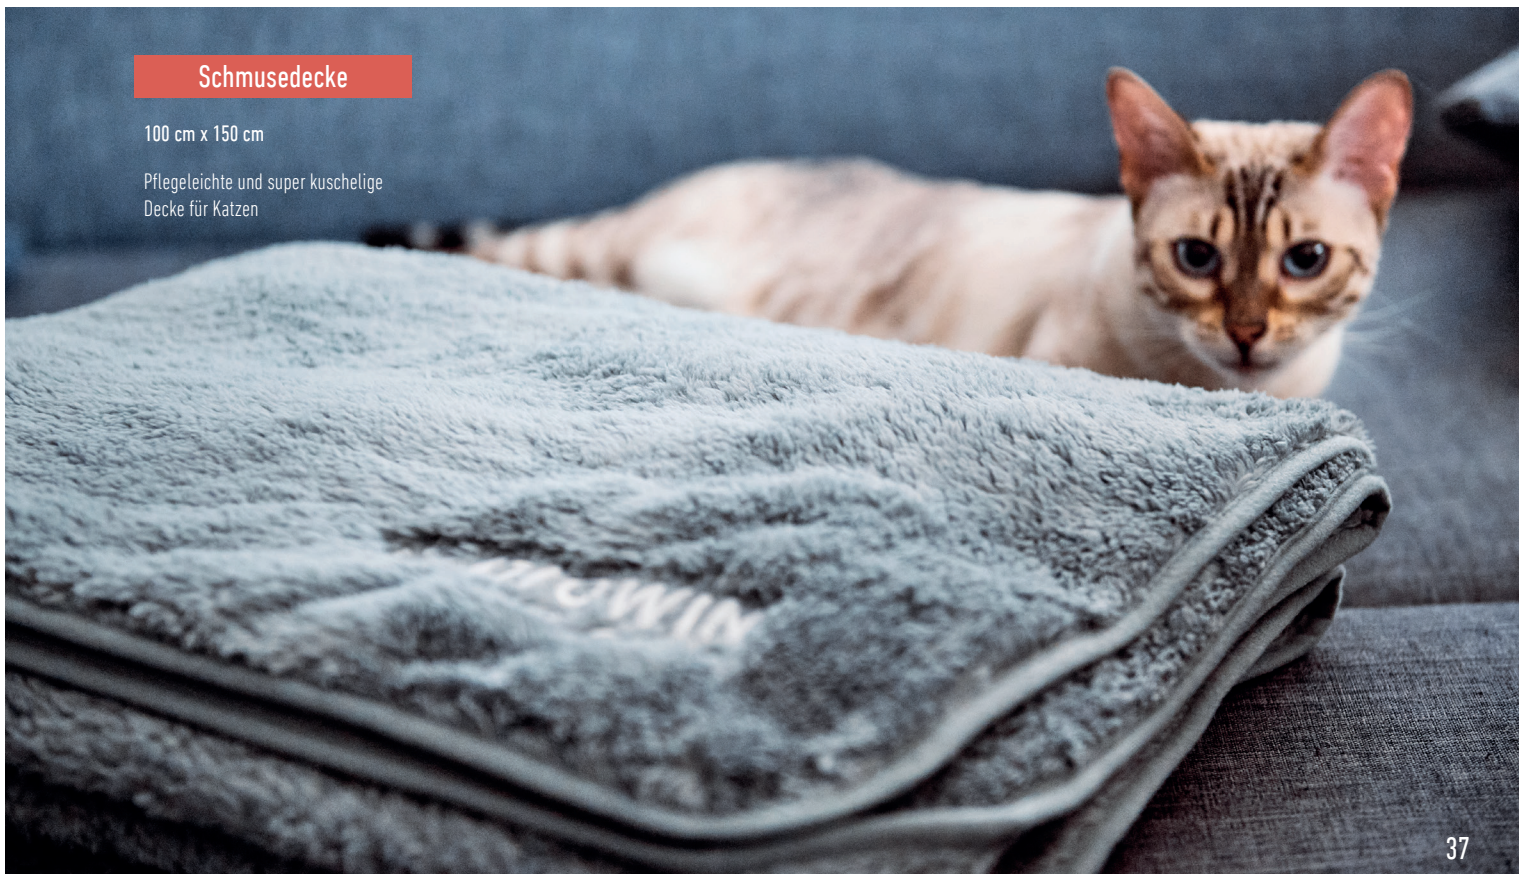 Schmusedecke
100 cm x 150 cm
Pflegeleichte und super kuschelige
Decke für Katzen
37